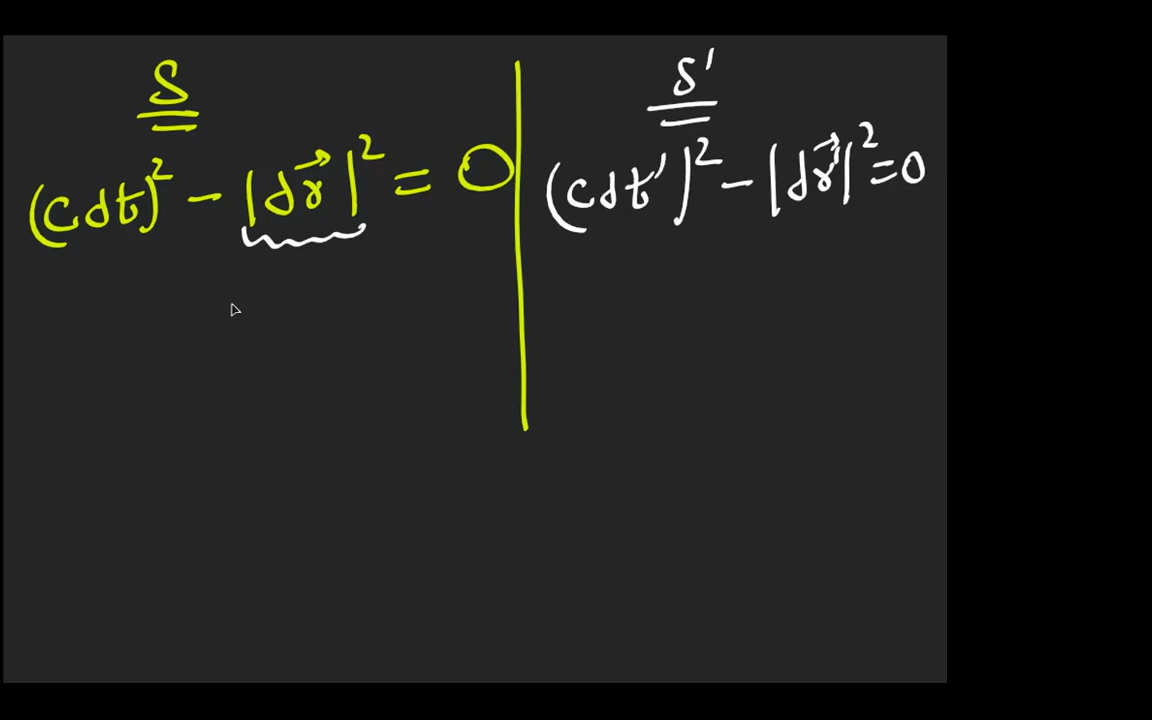 S
(cdt)² - |dr⃗|² = 0
S'
(cdt')² - |dr⃗'|² = 0